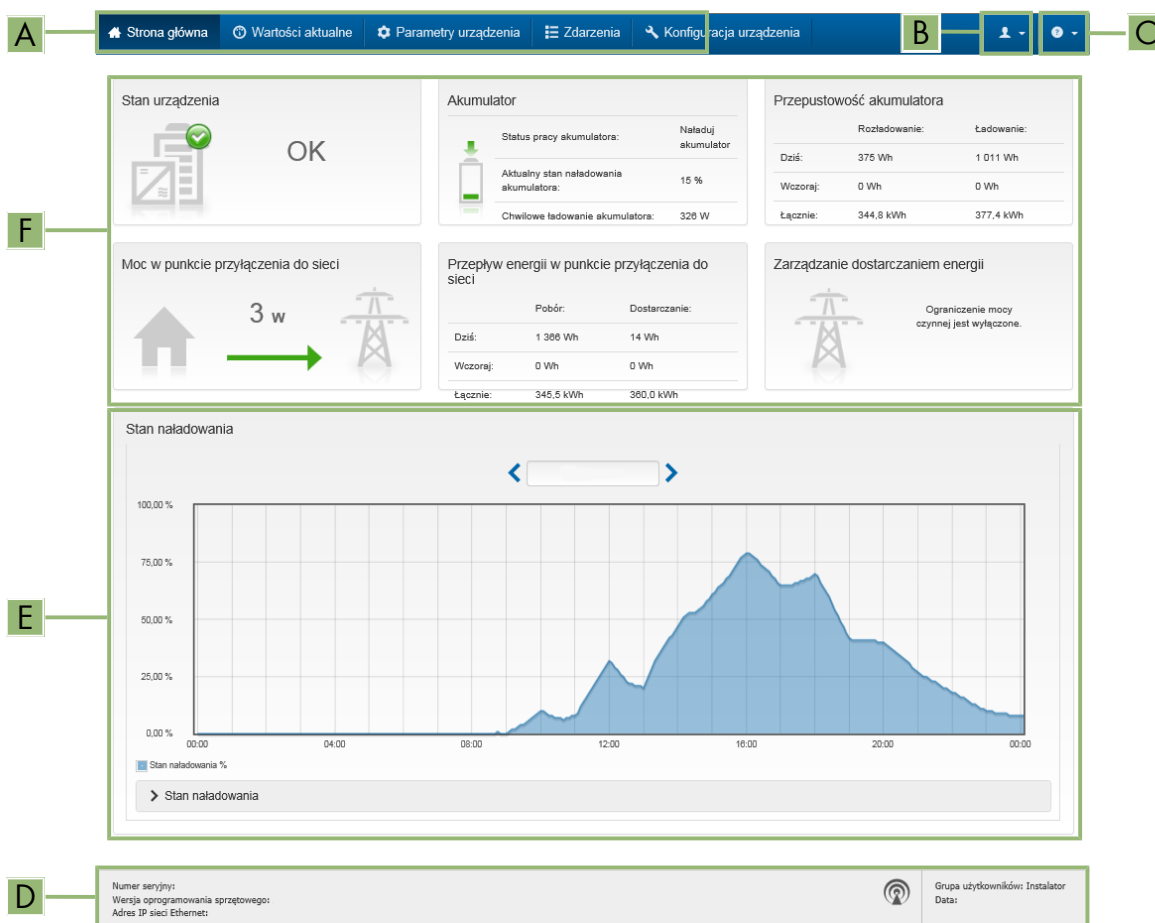 A
Strona główna Wartości aktualne Parametry urządzenia Zdarzenia Konfiguracja urządzenia
B
C
F
Stan urządzenia
OK
Akumulator
Status pracy akumulatora: Naładuj akumulator
Aktualny stan naładowania akumulatora: 15 %
Chwilowe ładowanie akumulatora: 326 W
Przepustowość akumulatora
Rozładowanie: Ładowanie:
Dziś: 375 Wh 1 011 Wh
Wczoraj: 0 Wh 0 Wh
Łącznie: 344,8 kWh 377,4 kWh
Moc w punkcie przyłączenia do sieci
3 w
Przepływ energii w punkcie przyłączenia do
sieci
Pobór: Dostarczanie:
Dziś: 1 366 Wh 14 Wh
Wczoraj: 0 Wh 0 Wh
Łącznie: 345,5 kWh 360,0 kWh
Zarządzanie dostarczaniem energii
Ograniczenie mocy
czynnej jest wyłączone.
E
Stan naładowania
100,00 %
75,00 %
50,00 %
25,00 %
0,00 %
00:00 04:00 08:00 12:00 16:00 20:00 00:00
Stan naładowania %
Stan naładowania
D
Numer seryjny:
Wersja oprogramowania sprzętowego:
Adres IP sieci Ethernet:
Grupa użytkowników: Instalator
Data: